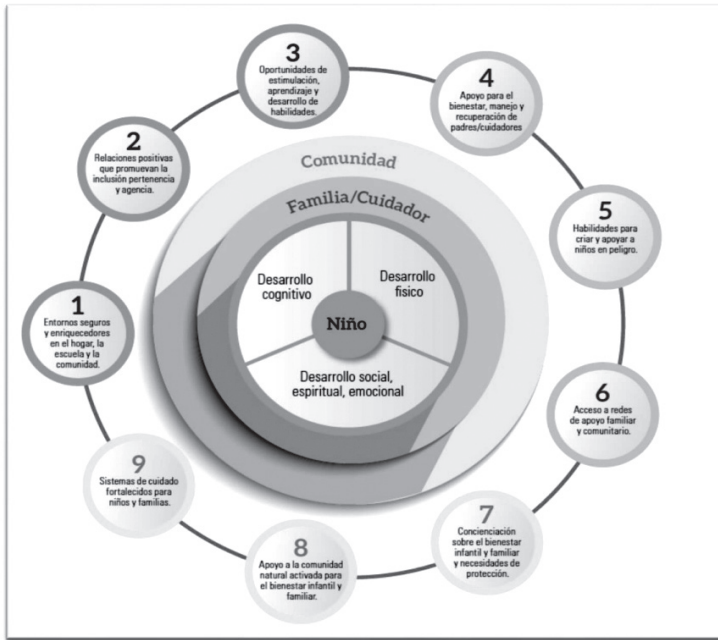 3
Oportunidades de
estimulación,
aprendizaje y
desarrollo de
habilidades.
4
Apoyo para el
bienestar, manejo y
recuperación de
padres/cuidadores
2
Relaciones positivas
que promuevan la
inclusión pertenencia
y agencia.
Comunidad
Familia/Cuidador
5
Habilidades para
criar y apoyar a
niños en peligro.
Desarrollo
cognitivo
Desarrollo
fisico
Niño
Desarrollo social,
espiritual, emocional
1
Entornos seguros
y enriquecedores
en el hogar, la
escuela y la
comunidad.
6
Acceso a redes
de apoyo familiar
y comunitario.
9
Sistemas de cuidado
fortalecidos para
niños y familias.
7
Concienciación
sobre el bienestar
infantil y familiar
y necesidades de
protección.
8
Apoyo a la comunidad
natural activada para
el bienestar infantil y
familiar.